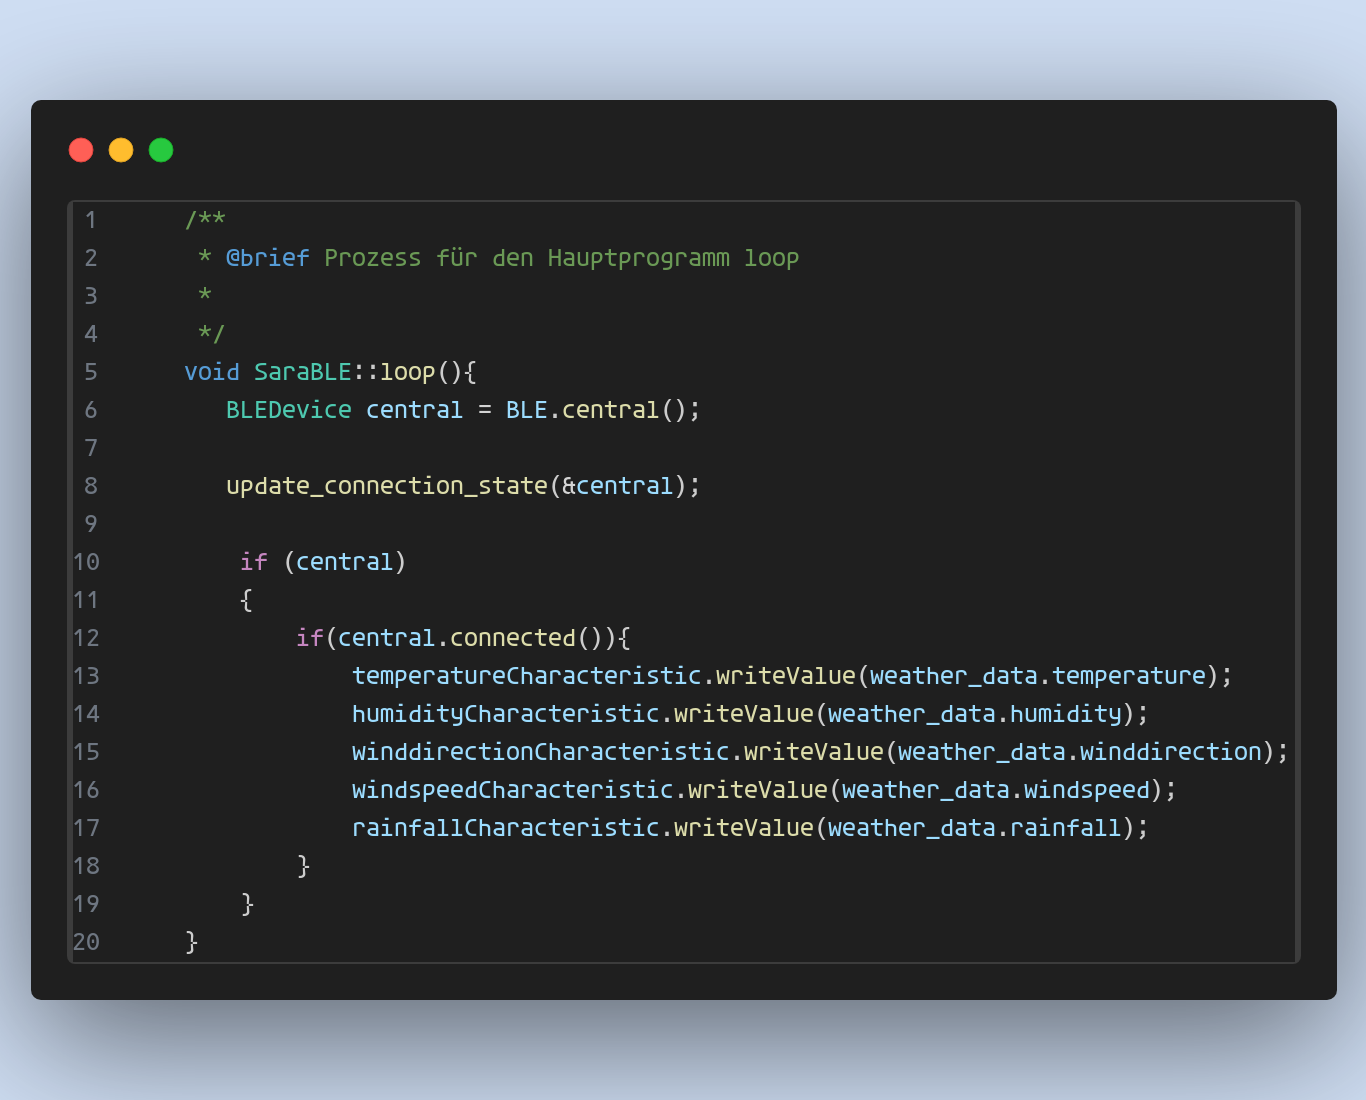 1 /**
2 * @brief Prozess für den Hauptprogramm loop
3 *
4 */
5 void SaraBLE::loop(){
6 BLEDevice central = BLE.central();
7
8 update_connection_state(&central);
9
10 if (central)
11 {
12 if(central.connected()){
13 temperatureCharacteristic.writeValue(weather_data.temperature);
14 humidityCharacteristic.writeValue(weather_data.humidity);
15 winddirectionCharacteristic.writeValue(weather_data.winddirection);
16 windspeedCharacteristic.writeValue(weather_data.windspeed);
17 rainfallCharacteristic.writeValue(weather_data.rainfall);
18 }
19 }
20 }